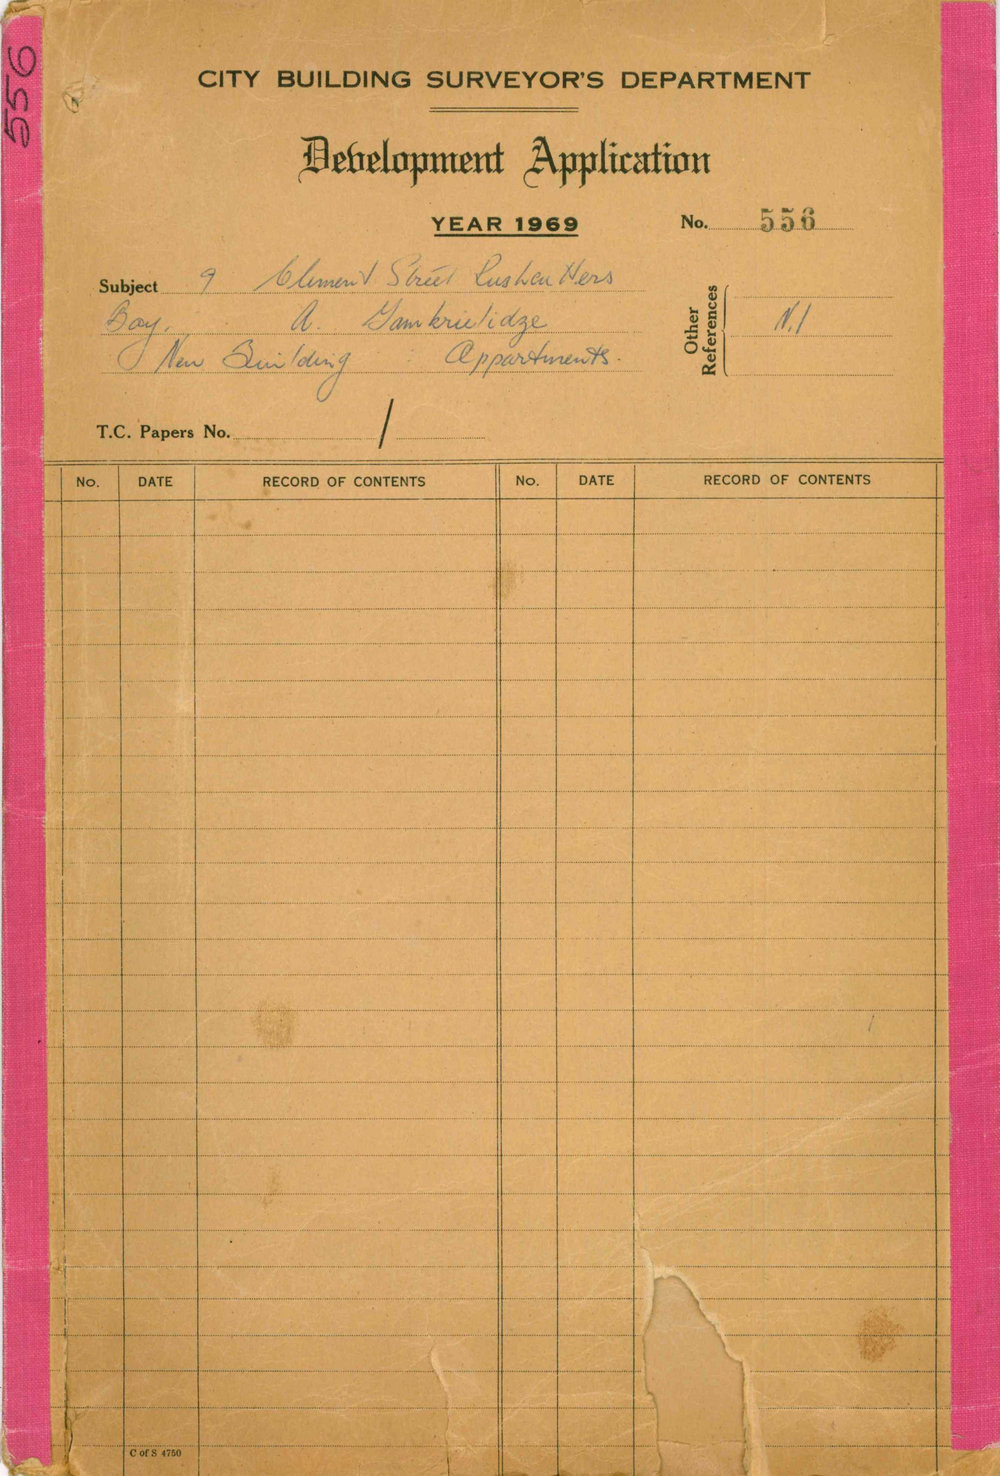 556
CITY BUILDING SURVEYOR'S DEPARTMENT
Development Application
YEAR 1969
No. 556
Subject 9 Clement Street Rushcutters
Bay. A. Gamkrelidze
New Building Appartments.
Other References
N.1
T.C. Papers No. /
No. DATE RECORD OF CONTENTS No. DATE RECORD OF CONTENTS
C of S 4750